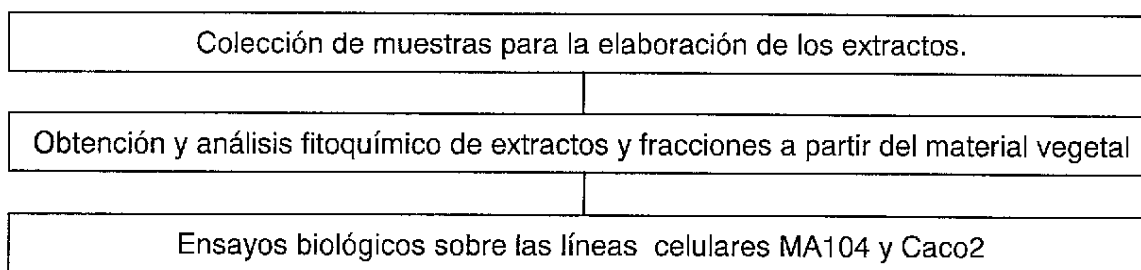 Colección de muestras para la elaboración de los extractos.
Obtención y análisis fitoquímico de extractos y fracciones a partir del material vegetal
Ensayos biológicos sobre las líneas celulares MA104 y Caco2